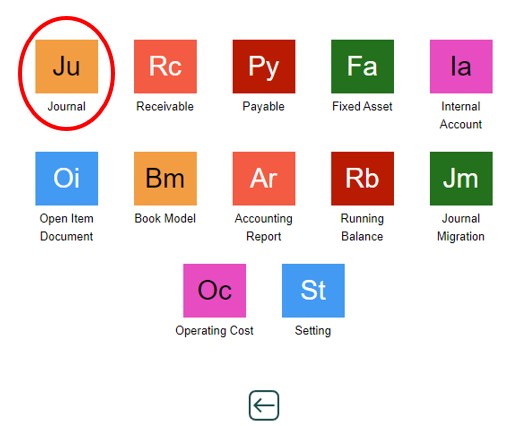 Ju Rc Py Fa Ia
Journal Receivable Payable Fixed Asset Internal
Account
Oi Bm Ar Rb Jm
Open Item Book Model Accounting Running Journal
Document Report Balance Migration
Oc St
Operating Cost Setting